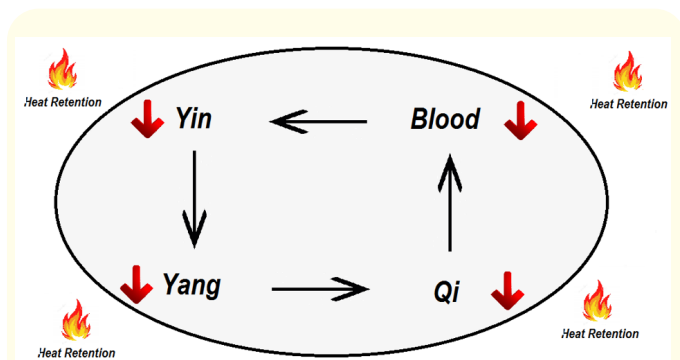 Heat Retention
Heat Retention
Yin
Blood
Yang
Qi
Heat Retention
Heat Retention